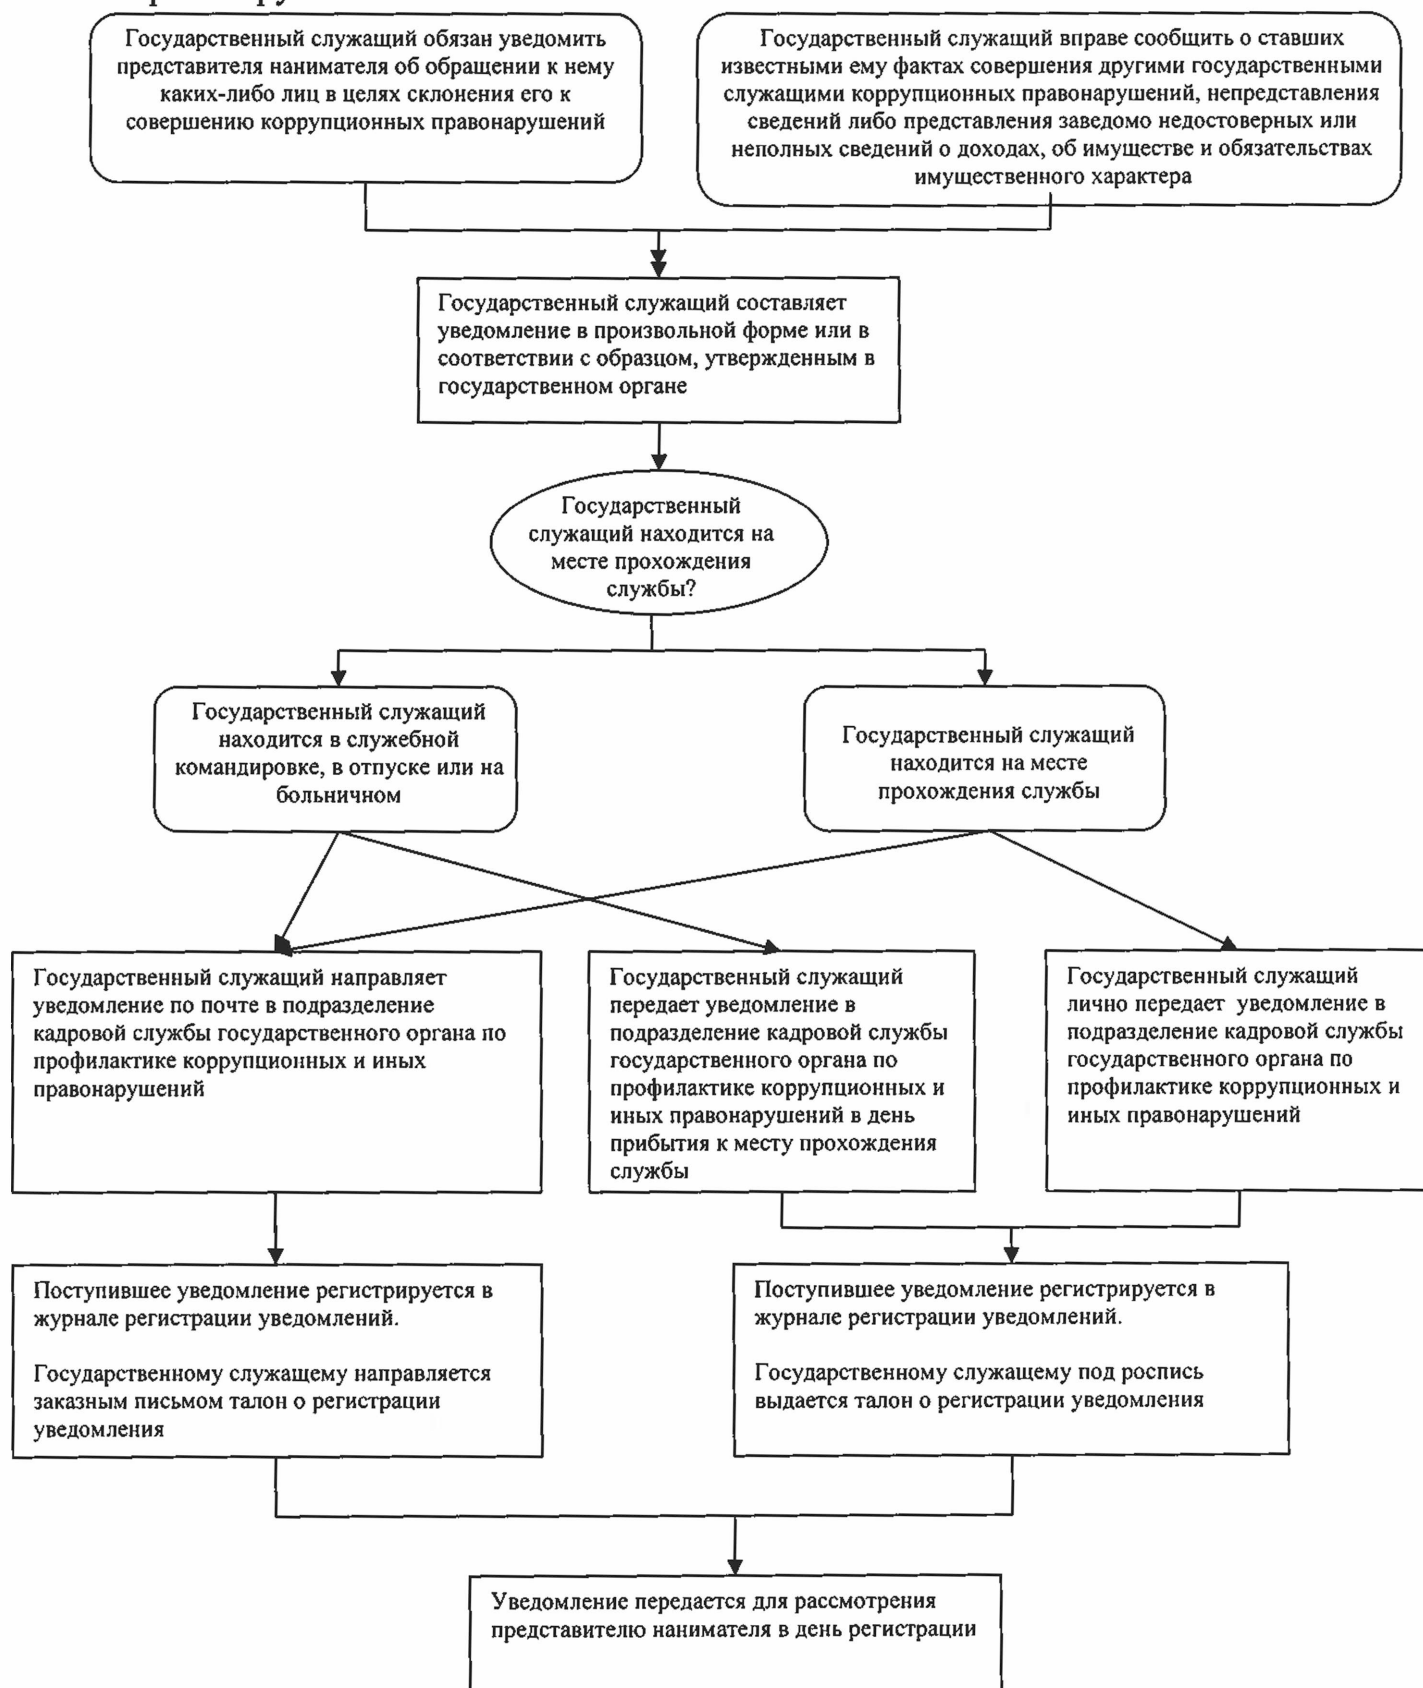 Государственный служащий обязан уведомить
представителя нанимателя об обращении к нему
каких-либо лиц в целях склонения его к
совершению коррупционных правонарушений
Государственный служащий вправе сообщить о ставших
известными ему фактах совершения другими государственными
служащими коррупционных правонарушений, непредставления
сведений либо представления заведомо недостоверных или
неполных сведений о доходах, об имуществе и обязательствах
имущественного характера
Государственный служащий составляет
уведомление в произвольной форме или в
соответствии с образцом, утвержденным в
государственном органе
Государственный
служащий находится на
месте прохождения
службы?
Государственный служащий
находится в служебной
командировке, в отпуске или на
больничном
Государственный служащий
находится на месте
прохождения службы
Государственный служащий направляет
уведомление по почте в подразделение
кадровой службы государственного органа по
профилактике коррупционных и иных
правонарушений
Государственный служащий
передает уведомление в
подразделение кадровой службы
государственного органа по
профилактике коррупционных и
иных правонарушений в день
прибытия к месту прохождения
службы
Государственный служащий
лично передает уведомление в
подразделение кадровой службы
государственного органа по
профилактике коррупционных и
иных правонарушений
Поступившее уведомление регистрируется в
журнале регистрации уведомлений.
Государственному служащему направляется
заказным письмом талон о регистрации
уведомления
Поступившее уведомление регистрируется в
журнале регистрации уведомлений.
Государственному служащему под роспись
выдается талон о регистрации уведомления
Уведомление передается для рассмотрения
представителю нанимателя в день регистрации